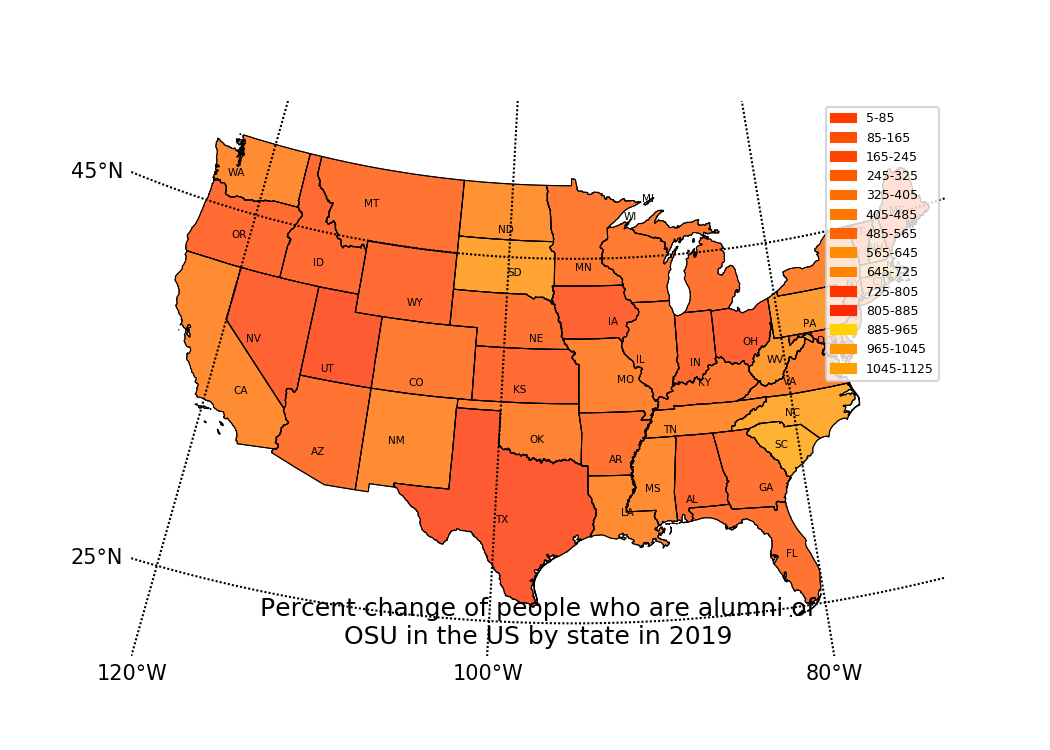 45°N
25°N
120°W
100°W
80°W
WA
OR
CA
NV
ID
MT
WY
UT
AZ
CO
NM
ND
SD
NE
KS
OK
TX
MN
IA
MO
AR
LA
WI
MI
IL
IN
OH
KY
TN
MS
AL
GA
FL
SC
NC
VA
WV
PA
5-85
85-165
165-245
245-325
325-405
405-485
485-565
565-645
645-725
725-805
805-885
885-965
965-1045
1045-1125
Percent change of people who are alumni of
OSU in the US by state in 2019